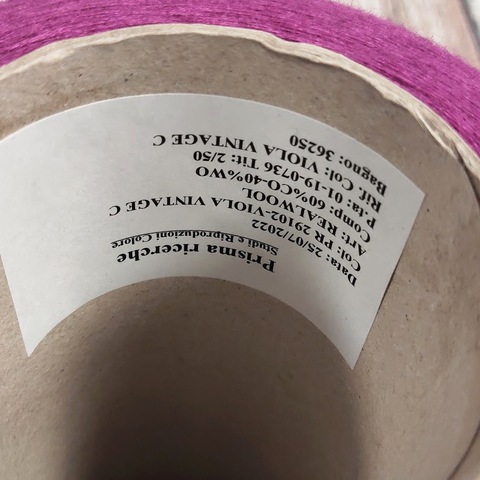 Prisma ricerche
Studi e Riproduzioni Colore
Data: 25/07/2022
Col: PR 29102-VIOLA VINTAGE C
Art: REALWOOL
Comp: 60%CO-40%WO
P.ta: 01-19-0736 Tit: 2/50
Rif. Col: VIOLA VINTAGE C
Bagno: 36250